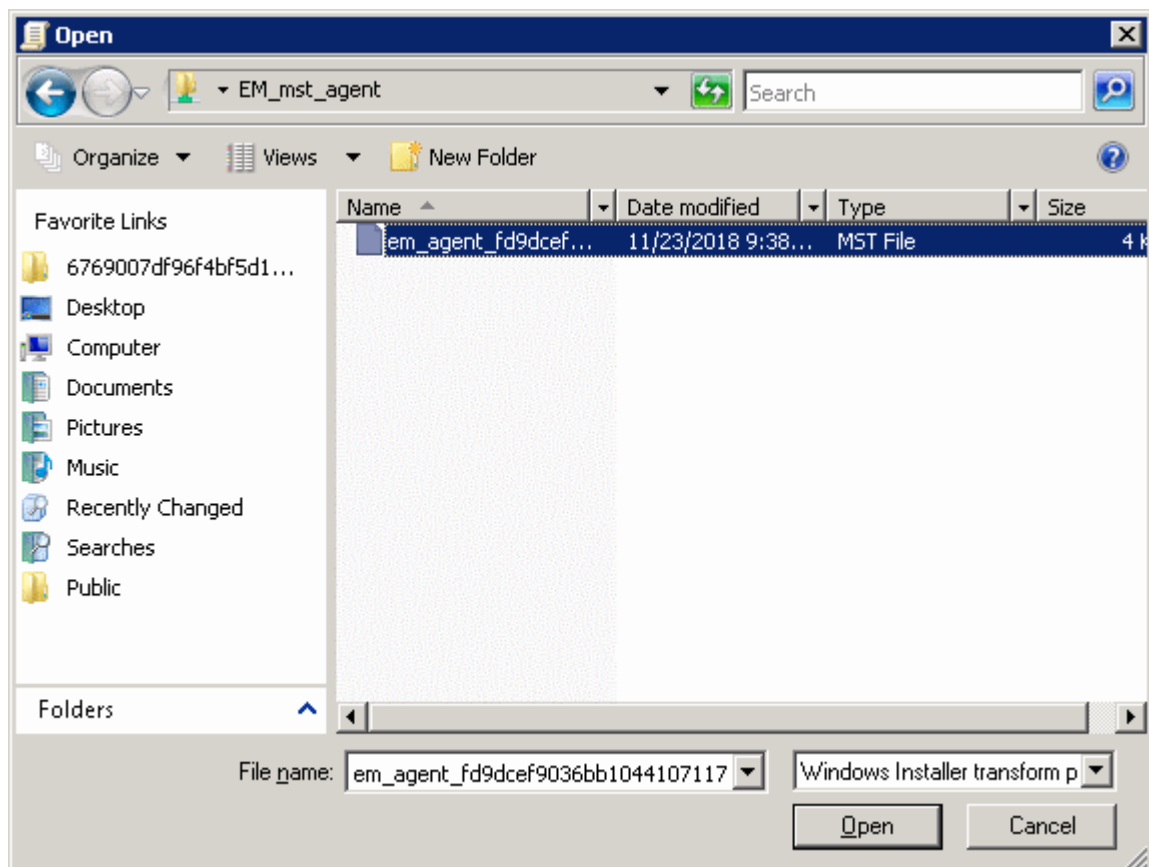 Open
EM_mst_agent
Search
Organize Views New Folder
Favorite Links
6769007df96f4bf5d1...
Desktop
Computer
Documents
Pictures
Music
Recently Changed
Searches
Public
Folders
Name Date modified Type Size
em_agent_fd9dcef... 11/23/2018 9:38... MST File 4 k
File name: em_agent_fd9dcef9036bb1044107117 Windows Installer transform p
Open Cancel